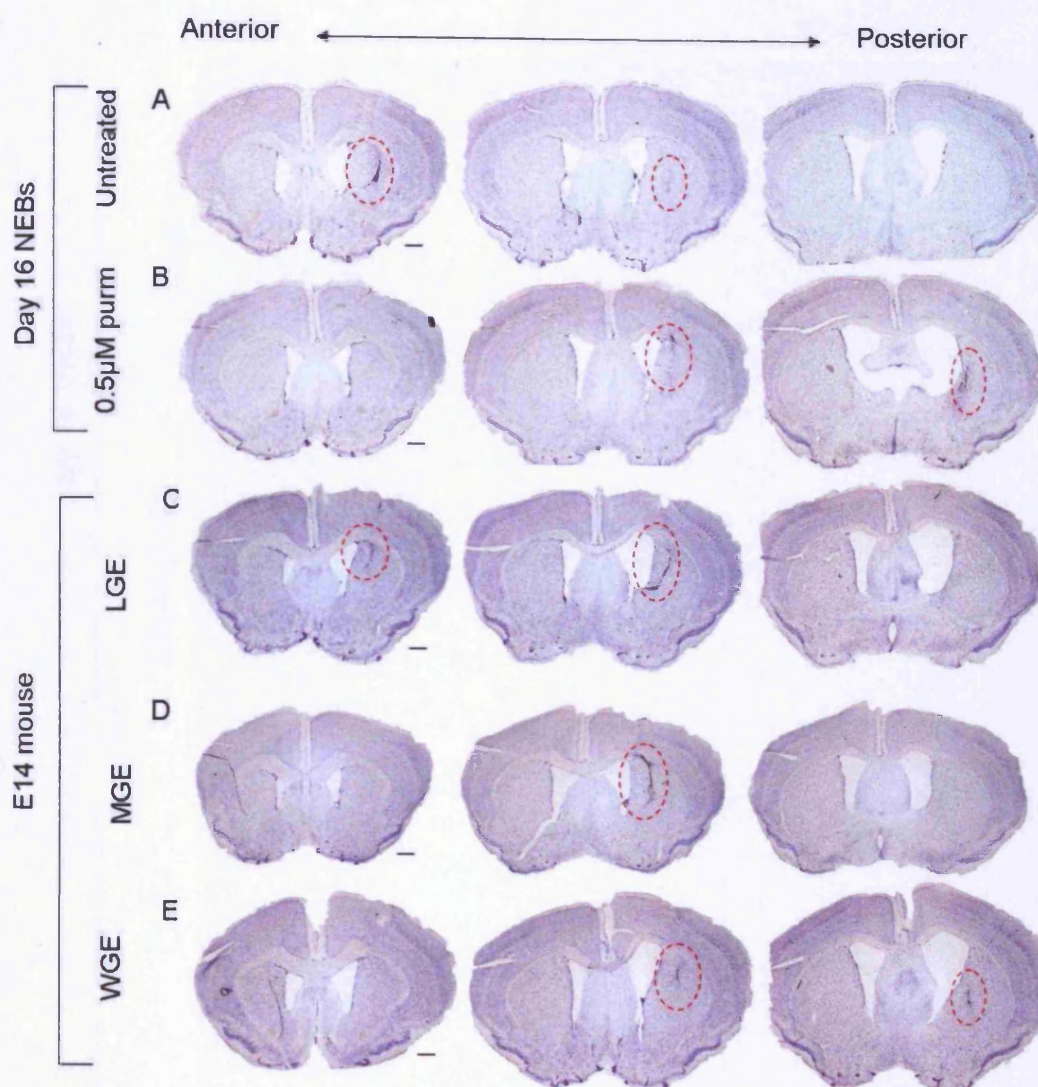 Anterior
Posterior
Day 16 NEBs
Untreated
A
0.5µM purm
B
E14 mouse
LGE
C
MGE
D
WGE
E